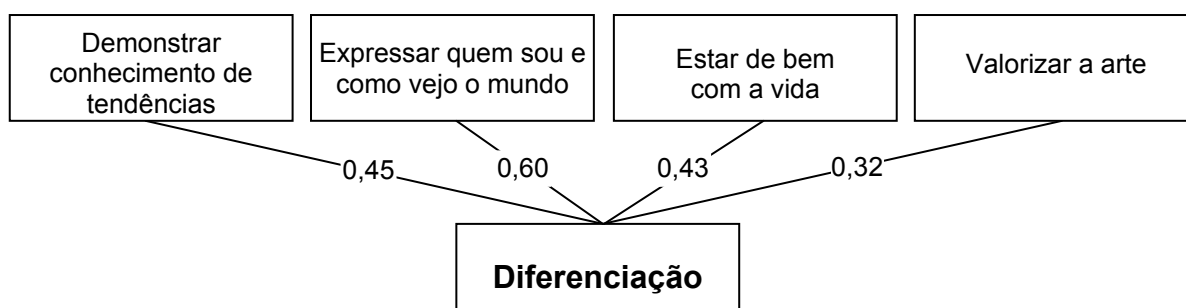 Demonstrar
conhecimento de
tendências
Expressar quem sou e
como vejo o mundo
Estar de bem
com a vida
Valorizar a arte
0,45
0,60
0,43
0,32
Diferenciação